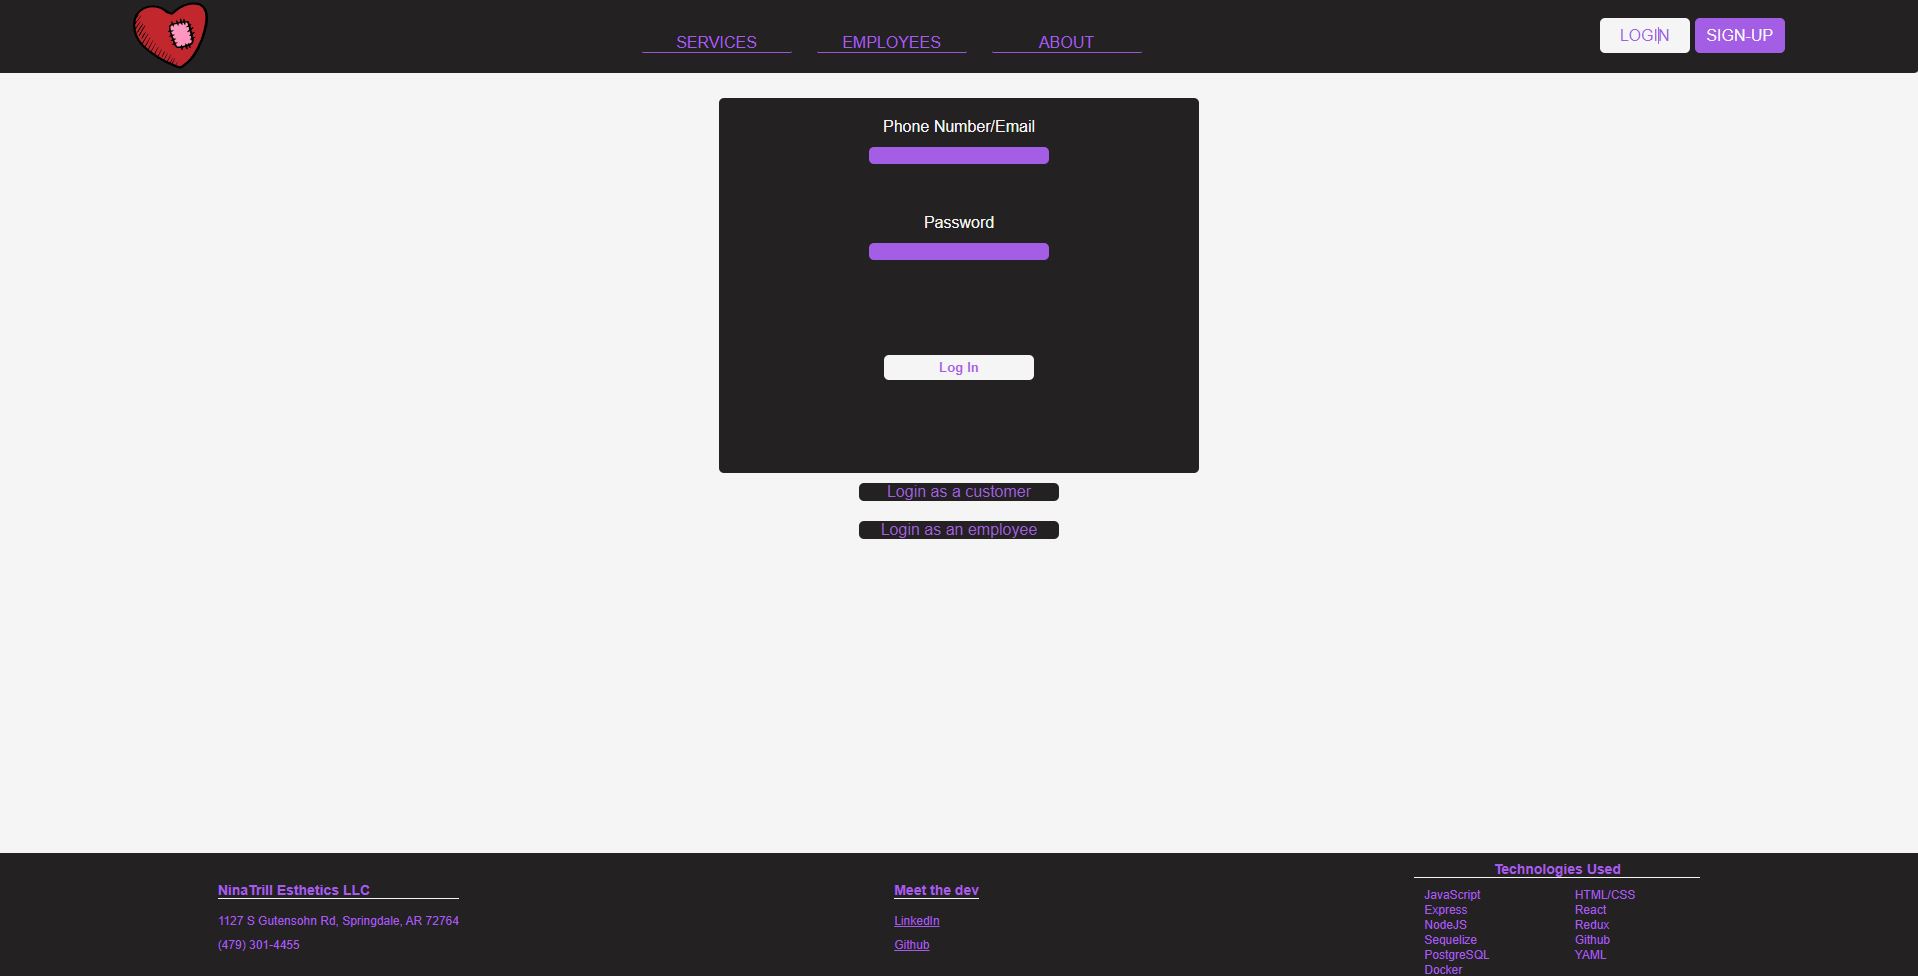 SERVICES EMPLOYEES ABOUT LOGIN SIGN-UP
Phone Number/Email
Password
Log In
Login as a customer
Login as an employee
NinaTrill Esthetics LLC
1127 S Gutensohn Rd, Springdale, AR 72764
(479) 301-4455
Meet the dev
LinkedIn
Github
Technologies Used
JavaScript
Express
NodeJS
Sequelize
PostgreSQL
Docker
HTML/CSS
React
Redux
Github
YAML